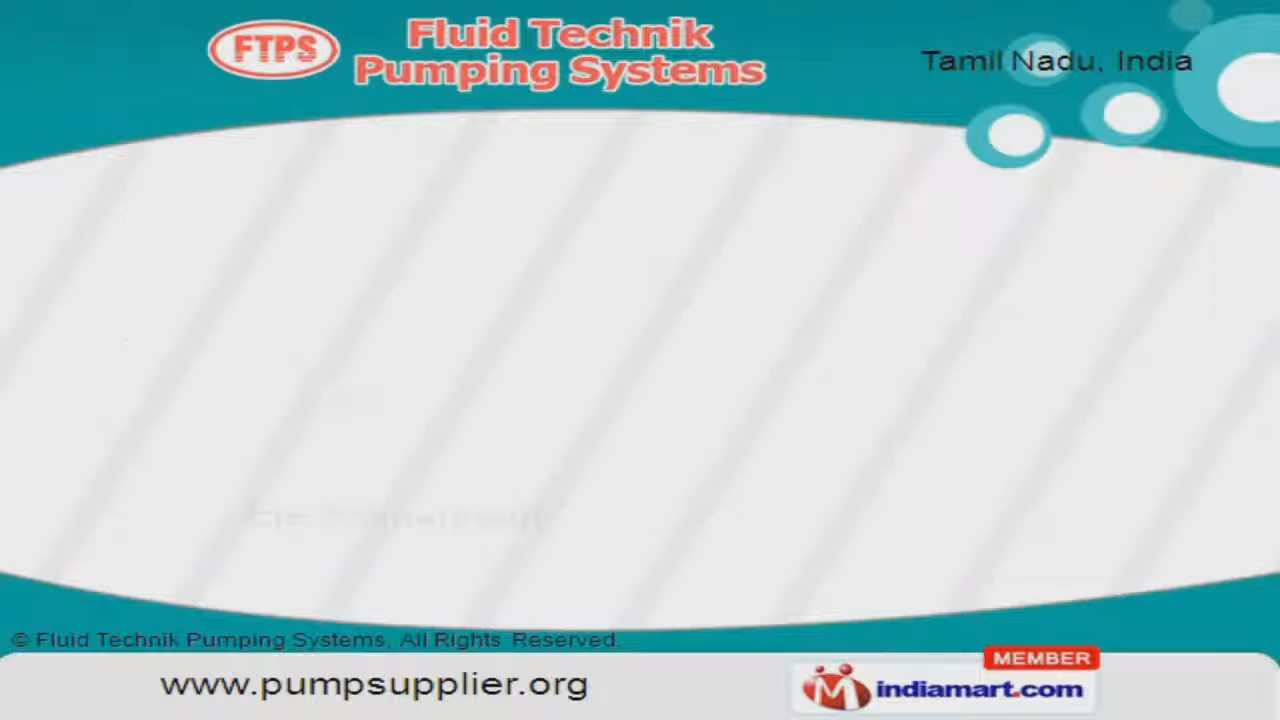 FTPS
Fluid Technik
Pumping Systems
Tamil Nadu, India
© Fluid Technik Pumping Systems, All Rights Reserved.
www.pumpsupplier.org
MEMBER
indiamart.com